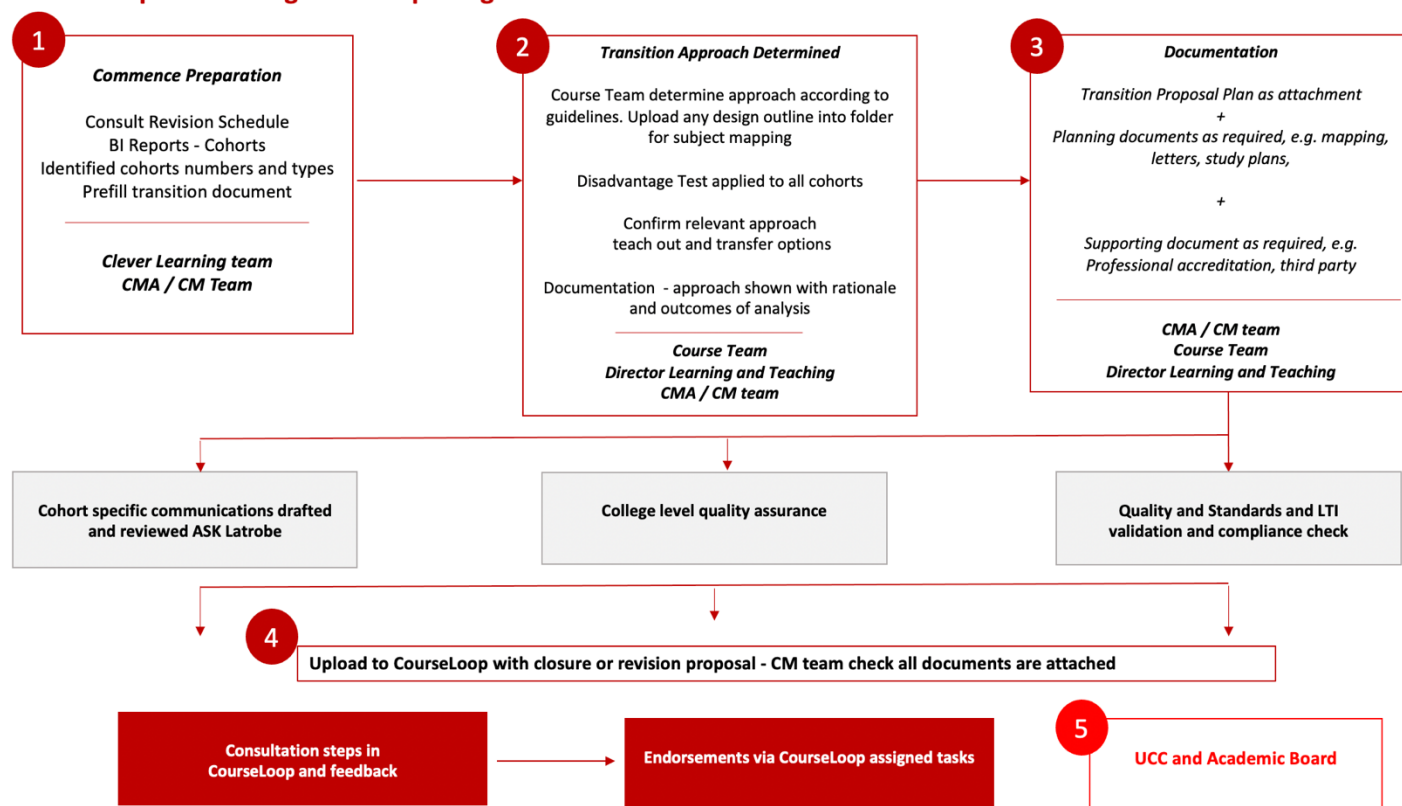 1
Commence Preparation
Consult Revision Schedule
BI Reports - Cohorts
Identified cohorts numbers and types
Prefill transition document
Clever Learning team
CMA / CM Team
2
Transition Approach Determined
Course Team determine approach according to
guidelines. Upload any design outline into folder
for subject mapping
Disadvantage Test applied to all cohorts
Confirm relevant approach
teach out and transfer options
Documentation - approach shown with rationale
and outcomes of analysis
Course Team
Director Learning and Teaching
CMA / CM team
3
Documentation
Transition Proposal Plan as attachment
+
Planning documents as required, e.g. mapping,
letters, study plans,
+
Supporting document as required, e.g.
Professional accreditation, third party
CMA / CM team
Course Team
Director Learning and Teaching
Cohort specific communications drafted
and reviewed ASK Latrobe
College level quality assurance
Quality and Standards and LTI
validation and compliance check
4
Upload to CourseLoop with closure or revision proposal - CM team check all documents are attached
Consultation steps in
CourseLoop and feedback
Endorsements via CourseLoop assigned tasks
5
UCC and Academic Board